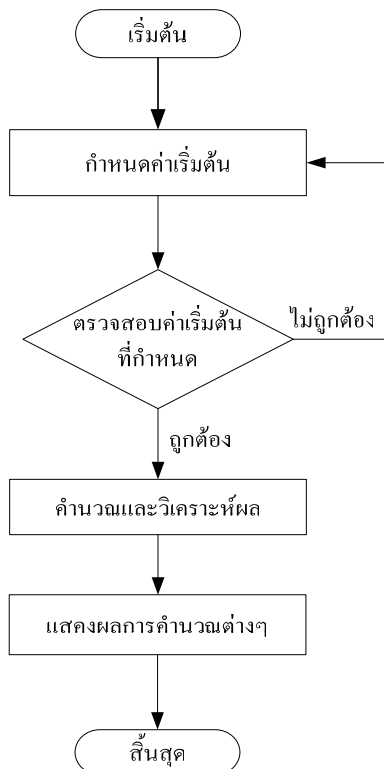 เริ่มต้น
กำหนดค่าเริ่มต้น
ตรวจสอบค่าเริ่มต้น
ที่กำหนด
ไม่ถูกต้อง
ถูกต้อง
คำนวณและวิเคราะห์ผล
แสดงผลการคำนวณต่างๆ
สิ้นสุด